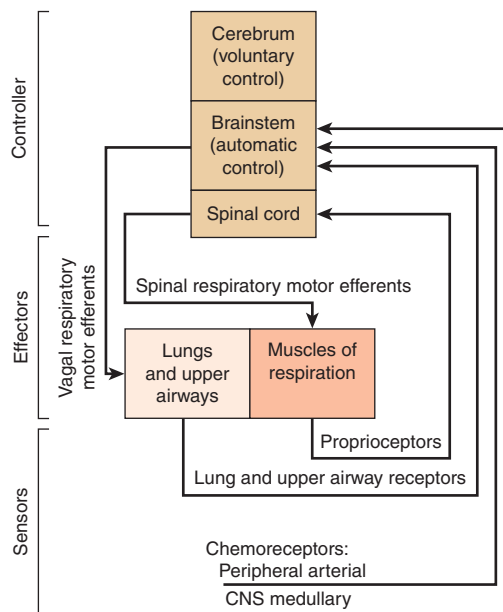 Controller
Cerebrum
(voluntary
control)
Brainstem
(automatic
control)
Spinal cord
Effectors
Vagal respiratory
motor efferents
Spinal respiratory motor efferents
Lungs
and upper
airways
Muscles of
respiration
Sensors
Proprioceptors
Lung and upper airway receptors
Chemoreceptors:
Peripheral arterial
CNS medullary